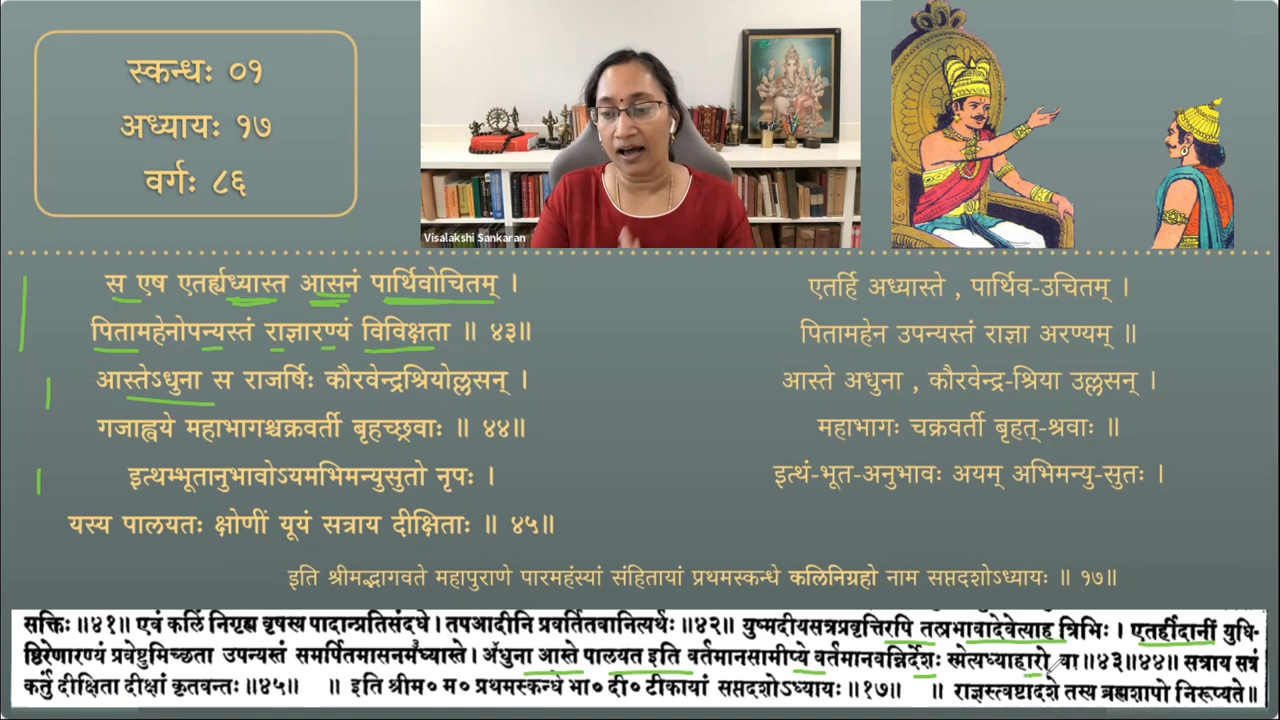 स्कन्धः ०१
अध्यायः १७
वर्गः ८६
Visalakshi Sankaran
स एष एतर्ह्यध्यास्त आसनं पार्थिवोचितम् ।
पितामहेनोपन्यस्तं राज्ञारण्यं विविक्षता ॥ ४३॥
आस्तेऽधुना स राजर्षिः कौरवेन्द्रश्रियोल्लसन् ।
गजाह्वये महाभागश्चक्रवर्ती बृहच्छ्रवाः ॥ ४४॥
इत्थम्भूतानुभावोऽयमभिमन्युसुतो नृपः ।
यस्य पालयतः क्षोणीं यूयं सत्राय दीक्षिताः ॥ ४५॥
एतर्हि अध्यास्ते , पार्थिव-उचितम् ।
पितामहेन उपन्यस्तं राज्ञा अरण्यम् ॥
आस्ते अधुना , कौरवेन्द्र-श्रिया उल्लसन् ।
महाभागः चक्रवर्ती बृहत्-श्रवाः ॥
इत्थं-भूत-अनुभावः अयम् अभिमन्यु-सुतः ।
इति श्रीमद्भागवते महापुराणे पारमहंस्यां संहितायां प्रथमस्कन्धे कलिनिग्रहो नाम सप्तदशोऽध्यायः ॥ १७॥
सक्तिः ॥४१॥ एवं कलिं निगृह्य वृषस्य पादान्प्रतिसंदधे । तपआदीनि प्रवर्तितवानित्यर्थः ॥४२॥ युष्मदीयसत्रप्रवृत्तिरपि तत्प्रभावादेवेत्याह त्रिभिः । एतर्हीदानीं युधि-
ष्ठिरेणारण्यं प्रवेष्टुमिच्छता उपन्यस्तं समर्पितमासनमध्यास्ते । अधुना आस्ते पालयत इति वर्तमानसामीप्ये वर्तमानवन्निर्देशः स्मेत्यध्याहारो वा ॥४३॥४४॥ सत्राय सत्रं
कर्तुं दीक्षिता दीक्षां कृतवन्तः ॥४५॥ ॥ इति श्रीम० म० प्रथमस्कन्धे भा० दी० टीकायां सप्तदशोऽध्यायः ॥१७॥ ॥ राज्ञस्त्वष्टादशे तस्य ब्रह्मशापो निरूप्यते॥